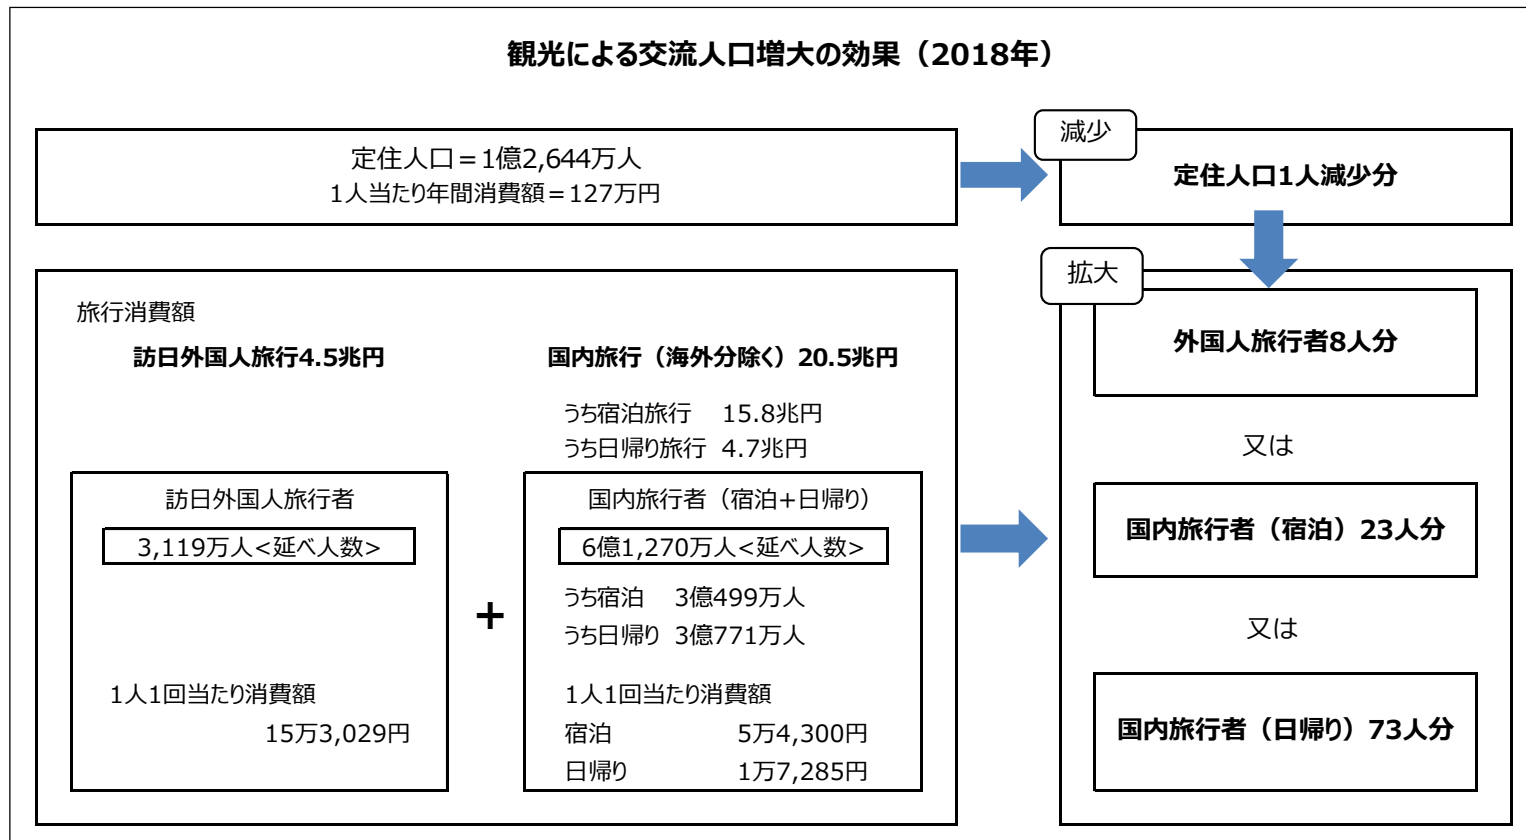 観光による交流人口増大の効果（2018年）
減少
定住人口＝1億2,644万人
1人当たり年間消費額＝127万円
定住人口1人減少分
拡大
旅行消費額
訪日外国人旅行4.5兆円
国内旅行（海外分除く）20.5兆円
うち宿泊旅行 15.8兆円
うち日帰り旅行 4.7兆円
訪日外国人旅行者
3,119万人<延べ人数>
1人1回当たり消費額
15万3,029円
+
国内旅行者（宿泊+日帰り）
6億1,270万人<延べ人数>
うち宿泊 3億499万人
うち日帰り 3億771万人
1人1回当たり消費額
宿泊 5万4,300円
日帰り 1万7,285円
外国人旅行者8人分
又は
国内旅行者（宿泊）23人分
又は
国内旅行者（日帰り）73人分